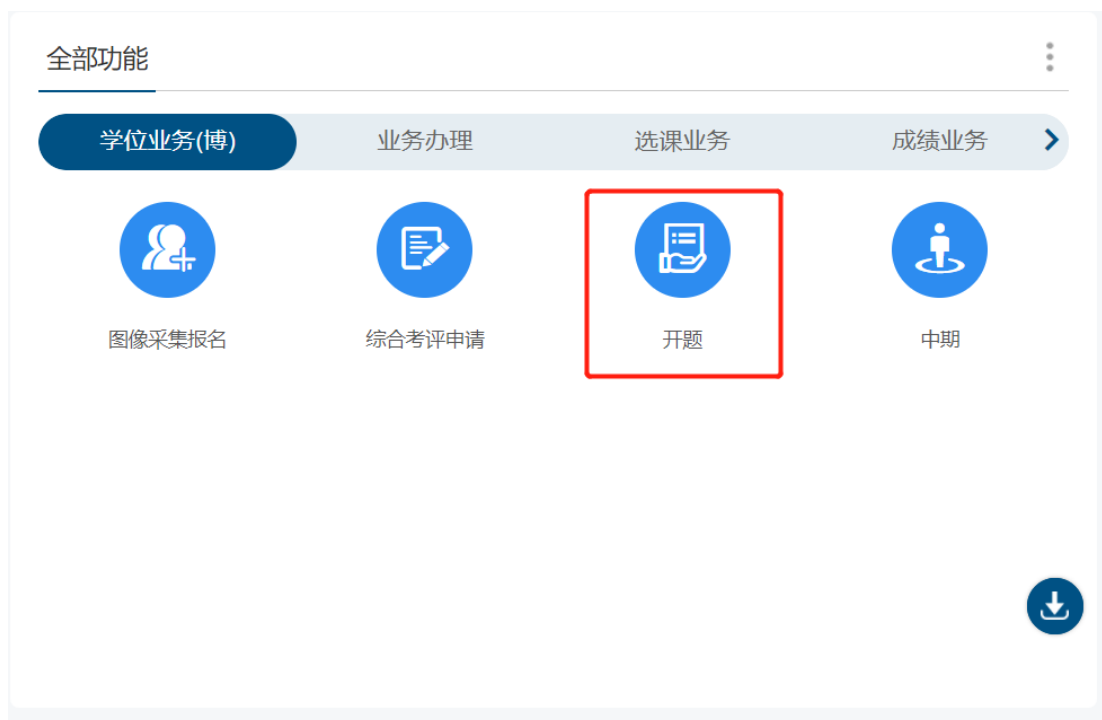 全部功能
学位业务(博) 业务办理 选课业务 成绩业务
图像采集报名 综合考评申请 开题 中期